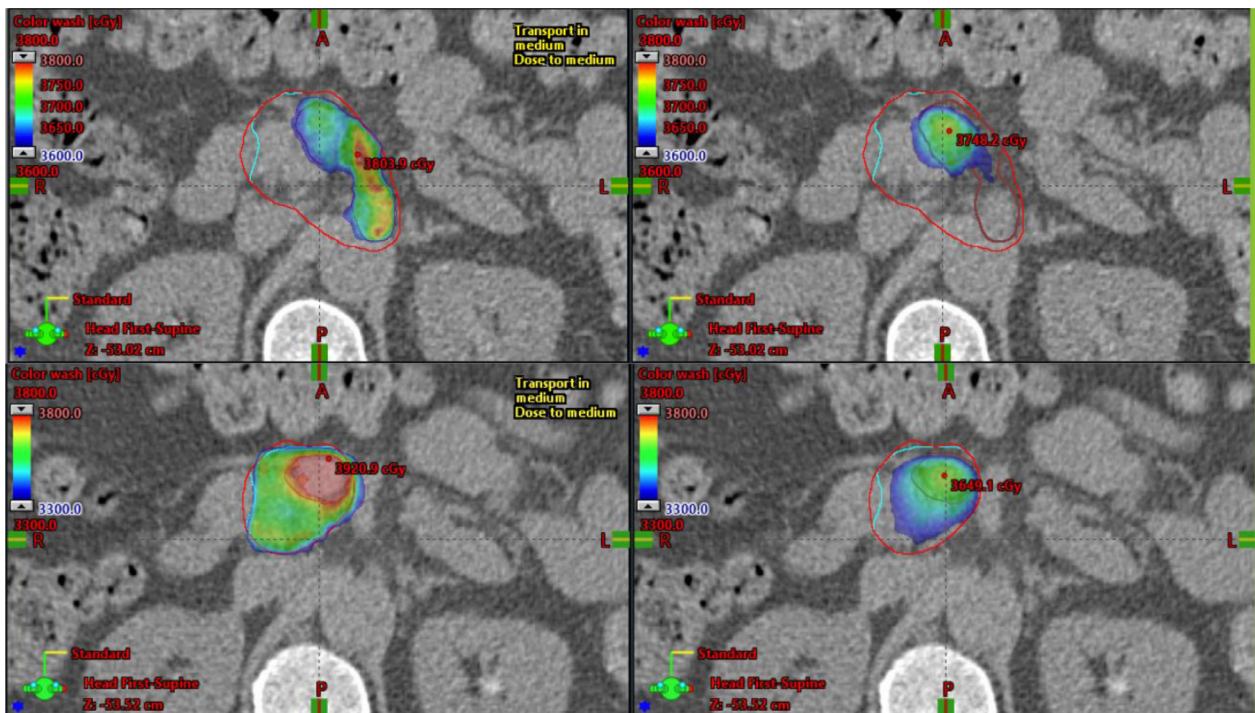 Color wash [cGy]
3800.0
3800.0
3750.0
3700.0
3650.0
3600.0
3600.0
A
Transport in
medium
Dose to medium
3803.9 cGy
R
L
Standard
Head First-Supine
Z: -53.02 cm
P
Color wash [cGy]
3800.0
3800.0
3750.0
3700.0
3650.0
3600.0
3600.0
A
3748.2 cGy
R
L
Standard
Head First-Supine
Z: -53.02 cm
P
Color wash [cGy]
3800.0
3800.0
3300.0
3300.0
A
Transport in
medium
Dose to medium
3920.9 cGy
R
L
Standard
Head First-Supine
Z: -53.52 cm
P
Color wash [cGy]
3800.0
3800.0
3300.0
3300.0
A
3649.1 cGy
R
L
Standard
Head First-Supine
Z: -53.52 cm
P